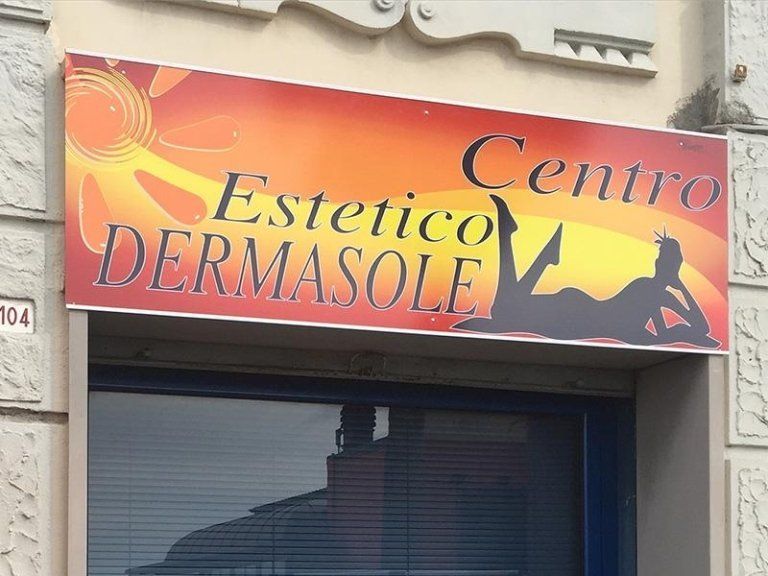 Centro
Estetico
DERMASOLE
104